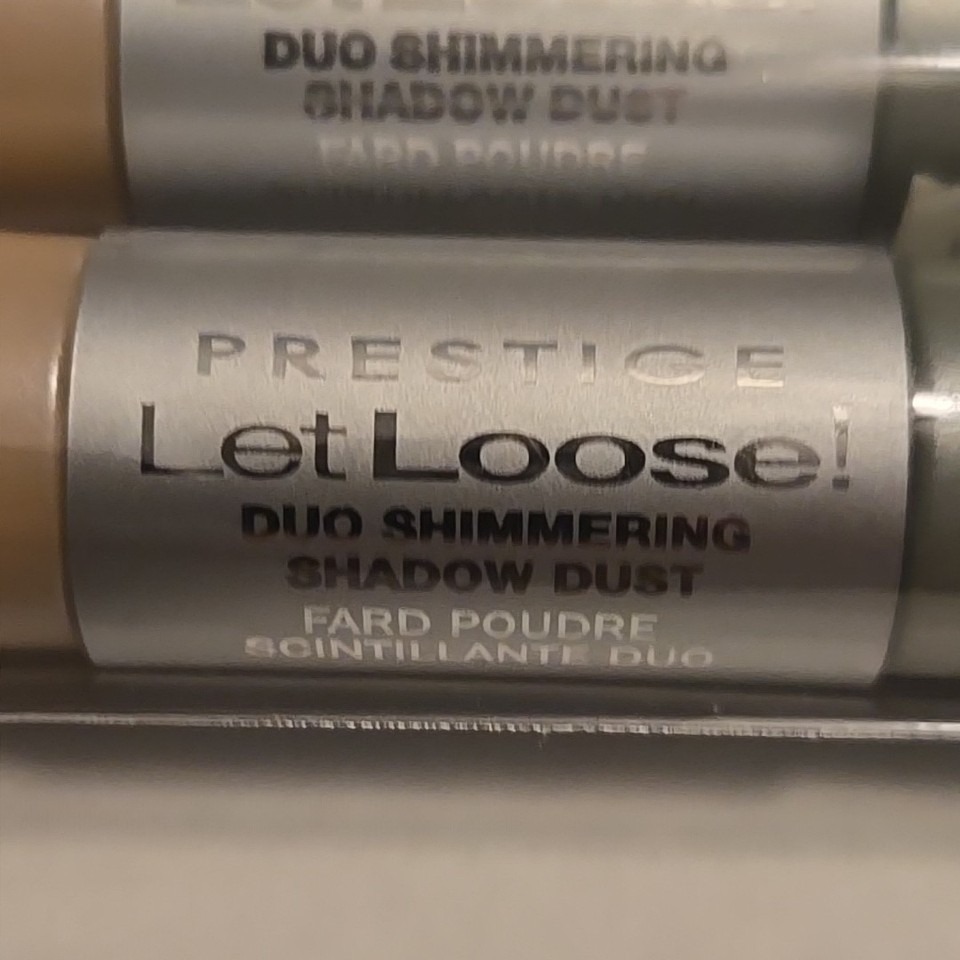 DUO SHIMMERING
SHADOW DUST
FARD POUDRE
PRESTIGE
Let Loose!
DUO SHIMMERING
SHADOW DUST
FARD POUDRE
SCINTILLANTE DUO